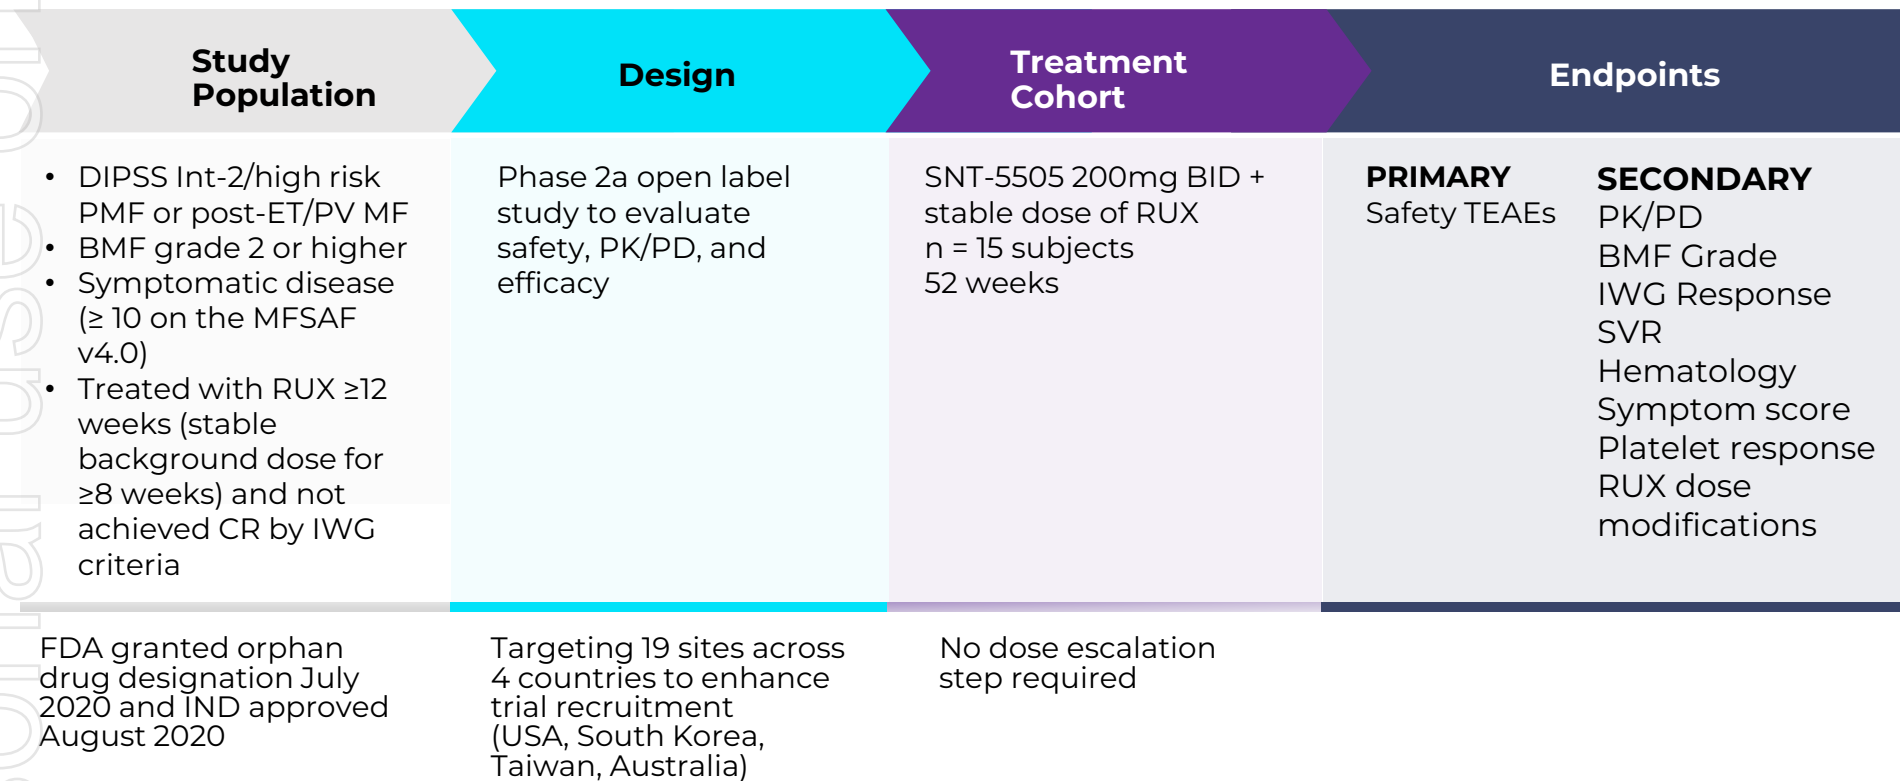 Study
Population
Design
Treatment
Cohort
Endpoints
• DIPSS Int-2/high risk
PMF or post-ET/PV MF
• BMF grade 2 or higher
• Symptomatic disease
(≥ 10 on the MFSAF
v4.0)
• Treated with RUX ≥12
weeks (stable
background dose for
≥8 weeks) and not
achieved CR by IWG
criteria
Phase 2a open label
study to evaluate
safety, PK/PD, and
efficacy
SNT-5505 200mg BID +
stable dose of RUX
n = 15 subjects
52 weeks
PRIMARY
Safety TEAEs
SECONDARY
PK/PD
BMF Grade
IWG Response
SVR
Hematology
Symptom score
Platelet response
RUX dose
modifications
FDA granted orphan
drug designation July
2020 and IND approved
August 2020
Targeting 19 sites across
4 countries to enhance
trial recruitment
(USA, South Korea,
Taiwan, Australia)
No dose escalation
step required